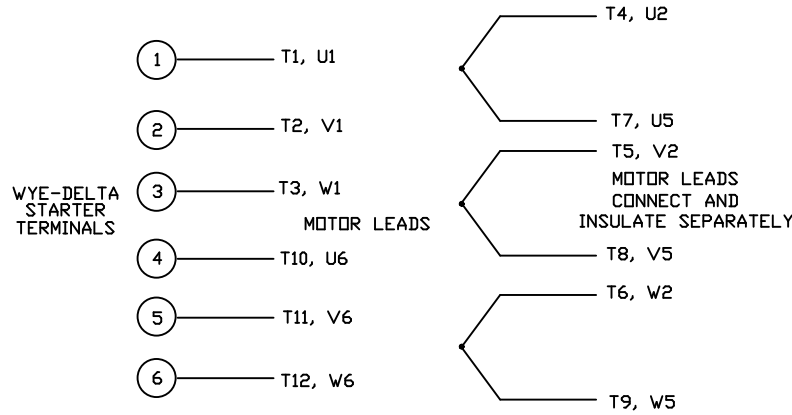 1 T1, U1
2 T2, V1
3 T3, W1
4 T10, U6
5 T11, V6
6 T12, W6
WYE-DELTA
STARTER
TERMINALS
MOTOR LEADS
T4, U2
T7, U5
T5, V2
MOTOR LEADS
CONNECT AND
INSULATE SEPARATELY
T8, V5
T6, W2
T9, W5